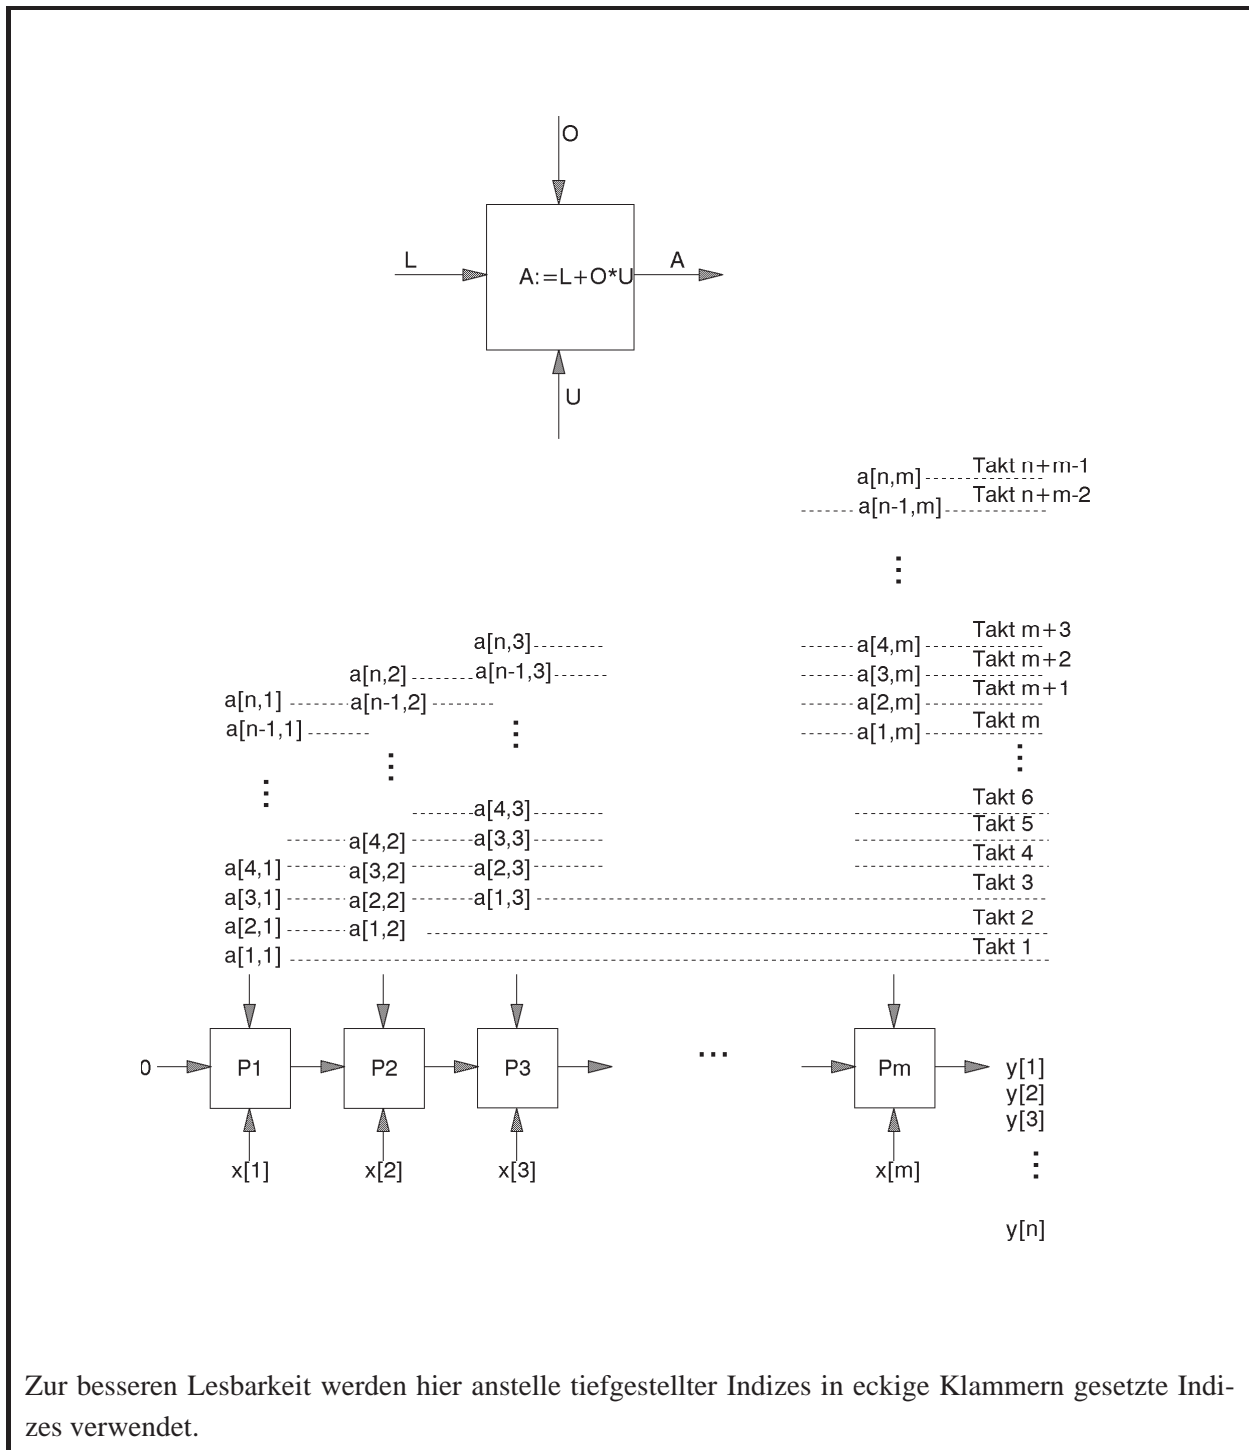 O
L
A:=L+O*U
A
U
a[n,m] Takt n+m-1
a[n-1,m] Takt n+m-2
a[n,3] a[4,m] Takt m+3
a[n,2] a[n-1,3] a[3,m] Takt m+2
a[n,1] a[n-1,2] a[2,m] Takt m+1
a[n-1,1] a[1,m] Takt m
a[4,3] Takt 6
a[4,2] a[3,3] Takt 5
a[4,1] a[3,2] a[2,3] Takt 4
a[3,1] a[2,2] a[1,3] Takt 3
a[2,1] a[1,2] Takt 2
a[1,1] Takt 1
0 P1 P2 P3 ... Pm y[1]
y[2]
y[3]
x[1] x[2] x[3] x[m]
y[n]
Zur besseren Lesbarkeit werden hier anstelle tiefgestellter Indizes in eckige Klammern gesetzte Indi-
zes verwendet.